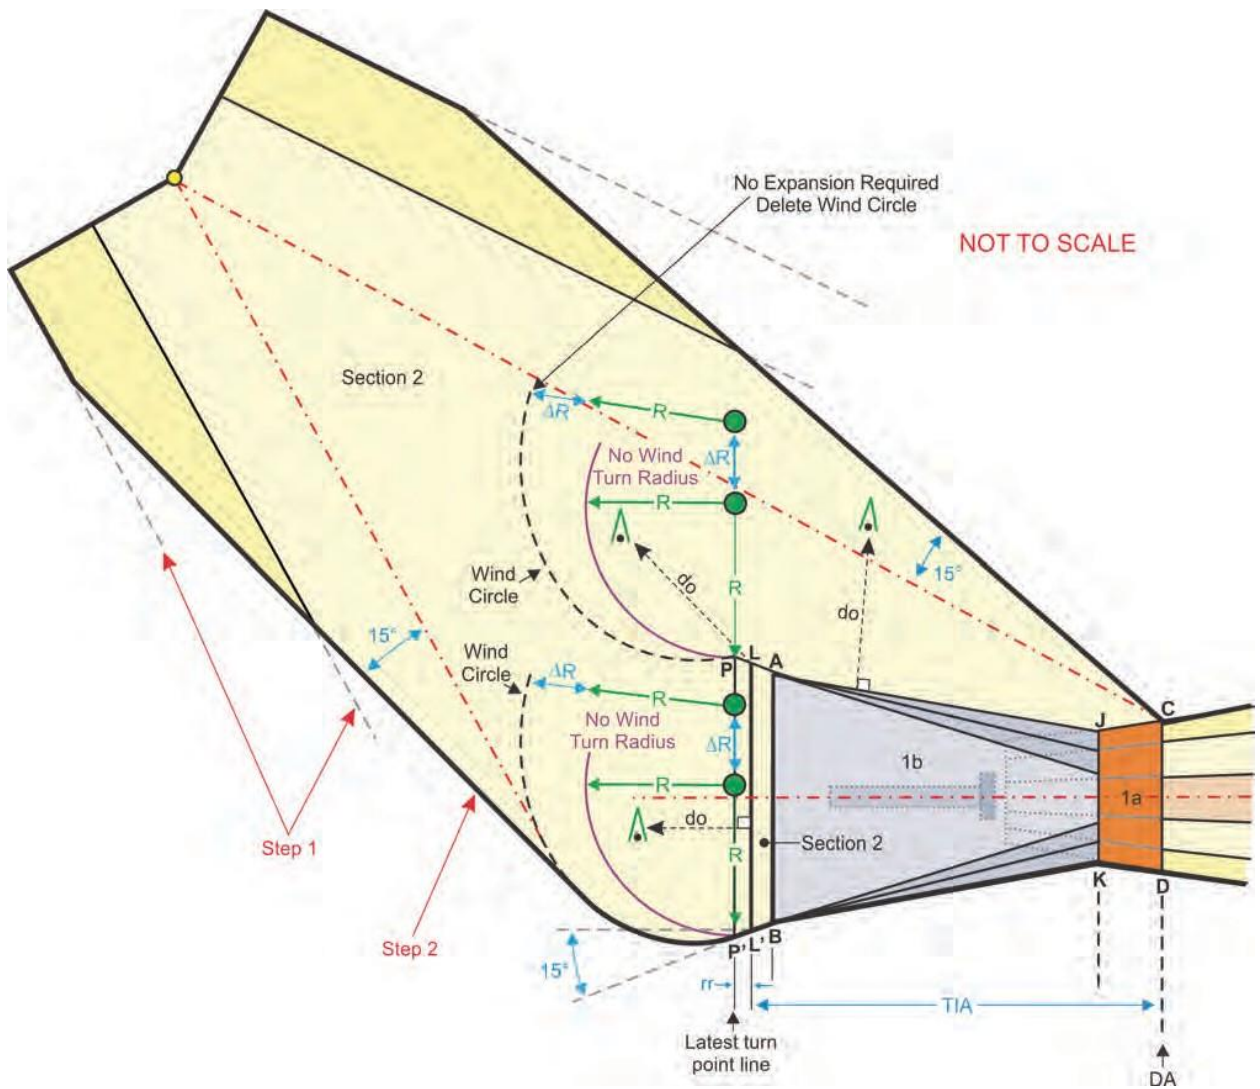 No Expansion Required
Delete Wind Circle
NOT TO SCALE
Section 2
ΔR
R
ΔR
No Wind
Turn Radius
R
15°
do
do
Wind
Circle
R
15°
Wind
Circle
P
L
A
ΔR
R
J
C
No Wind
Turn Radius
ΔR
1b
R
1a
do
Section 2
Step 1
R
K
D
Step 2
P'
L'
B
15°
rr
TIA
Latest turn
point line
DA